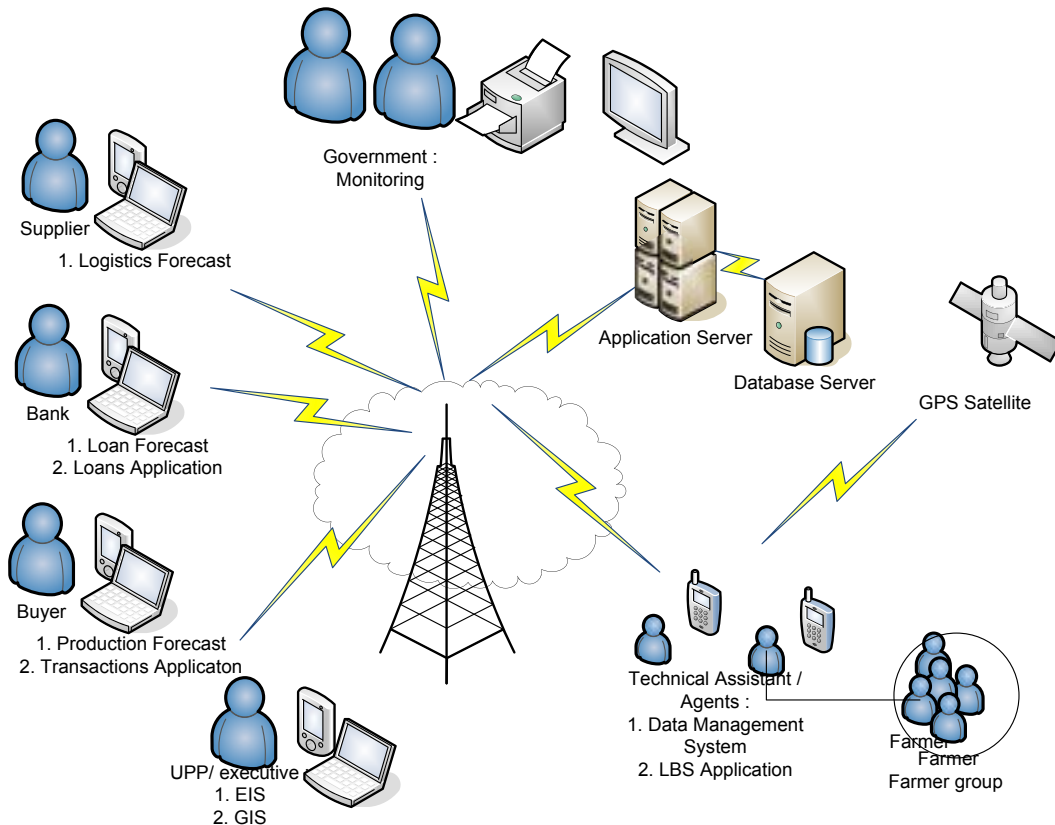 Government :
Monitoring
Supplier
1. Logistics Forecast
Application Server
Database Server
GPS Satellite
Bank
1. Loan Forecast
2. Loans Application
Buyer
1. Production Forecast
2. Transactions Applicaton
Technical Assistant /
Agents :
1. Data Management
System
2. LBS Application
Farmer
Farmer
Farmer group
UPP/ executive
1. EIS
2. GIS